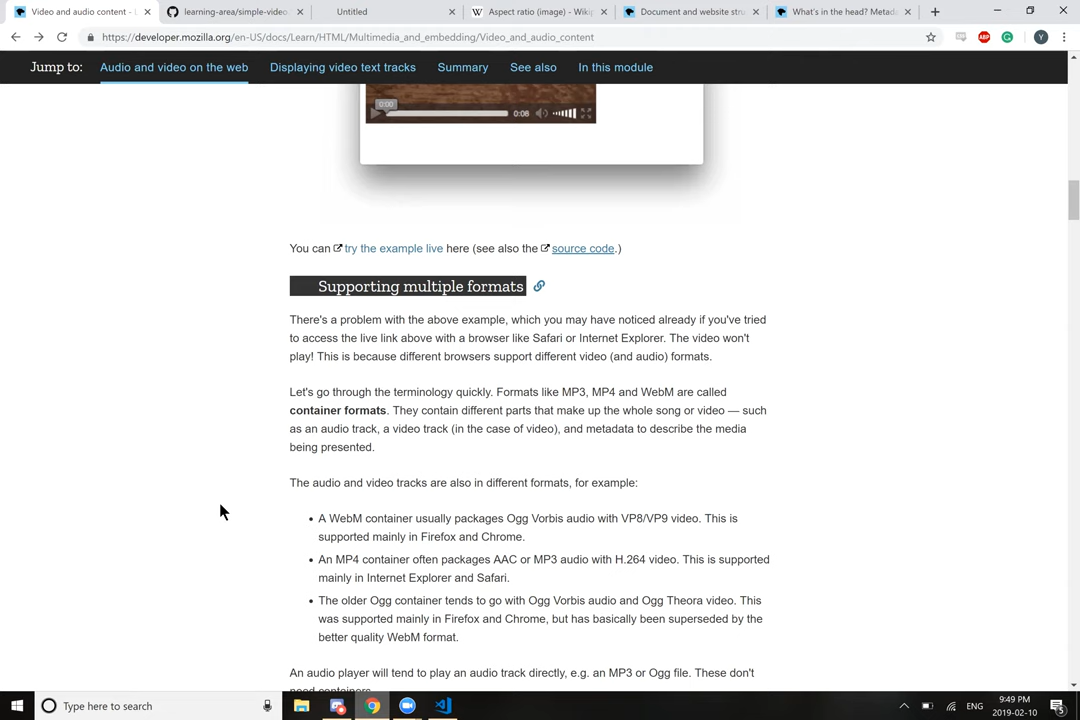 Video and audio content - L
learning-area/simple-video.
Untitled
Aspect ratio (image) - Wikip
Document and website stru
What's in the head? Metad
https://developer.mozilla.org/en-US/docs/Learn/HTML/Multimedia_and_embedding/Video_and_audio_content
ABP
Y
Jump to:
Audio and video on the web
Displaying video text tracks
Summary
See also
In this module
0:00
0:08
You can try the example live here (see also the source code.)
Supporting multiple formats
There's a problem with the above example, which you may have noticed already if you've tried
to access the live link above with a browser like Safari or Internet Explorer. The video won't
play! This is because different browsers support different video (and audio) formats.
Let's go through the terminology quickly. Formats like MP3, MP4 and WebM are called
container formats. They contain different parts that make up the whole song or video — such
as an audio track, a video track (in the case of video), and metadata to describe the media
being presented.
The audio and video tracks are also in different formats, for example:
• A WebM container usually packages Ogg Vorbis audio with VP8/VP9 video. This is
supported mainly in Firefox and Chrome.
• An MP4 container often packages AAC or MP3 audio with H.264 video. This is supported
mainly in Internet Explorer and Safari.
• The older Ogg container tends to go with Ogg Vorbis audio and Ogg Theora video. This
was supported mainly in Firefox and Chrome, but has basically been superseded by the
better quality WebM format.
An audio player will tend to play an audio track directly, e.g. an MP3 or Ogg file. These don't
need containers.
Type here to search
ENG
9:49 PM
2019-02-10
5